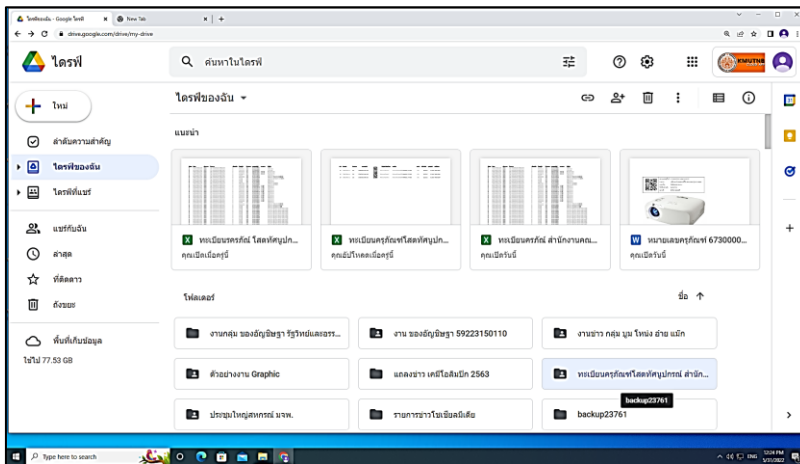 ไดรฟ์ของฉัน - Google ไดรฟ์
New Tab
drive.google.com/drive/my-drive
ไดรฟ์
ค้นหาในไดรฟ์
KMUTNB
ใหม่
ลำดับความสำคัญ
ไดรฟ์ของฉัน
ไดรฟ์ที่แชร์
แชร์กับฉัน
ล่าสุด
ที่ติดดาว
ถังขยะ
พื้นที่เก็บข้อมูล
ใช้ไป 77.53 GB
ไดรฟ์ของฉัน
แนะนำ
ทะเบียนครุภัณ์ โสตทัศนูปก...
คุณเปิดเมื่อครู่นี้
ทะเบียนครุภัณฑ์โสตทัศนูปก...
คุณอัปโหลดเมื่อครู่นี้
ทะเบียนครุภัณ์ สำนักงานคณ...
คุณเปิดวันนี้
หมายเลขครุภัณฑ์ 6730000...
คุณเปิดวันนี้
โฟลเดอร์
ชื่อ
งานกลุ่ม ของอัญชิษฐา รัฐวิทย์และธรร...
งาน ของอัญชิษฐา 59223150110
งานข่าว กลุ่ม บูม โหน่ง อ๋าย แม๊ก
ตัวอย่างงาน Graphic
แถลงข่าว เคมีโอลิมปิก 2563
ทะเบียนครุภัณฑ์โสตทัศนูปกรณ์ สำนัก...
backup23761
ประชุมใหญ่สหกรณ์ มจพ.
รายการข่าวโซเชียลมีเดีย
backup23761
Type here to search
ENG
12:24 PM
5/31/2022